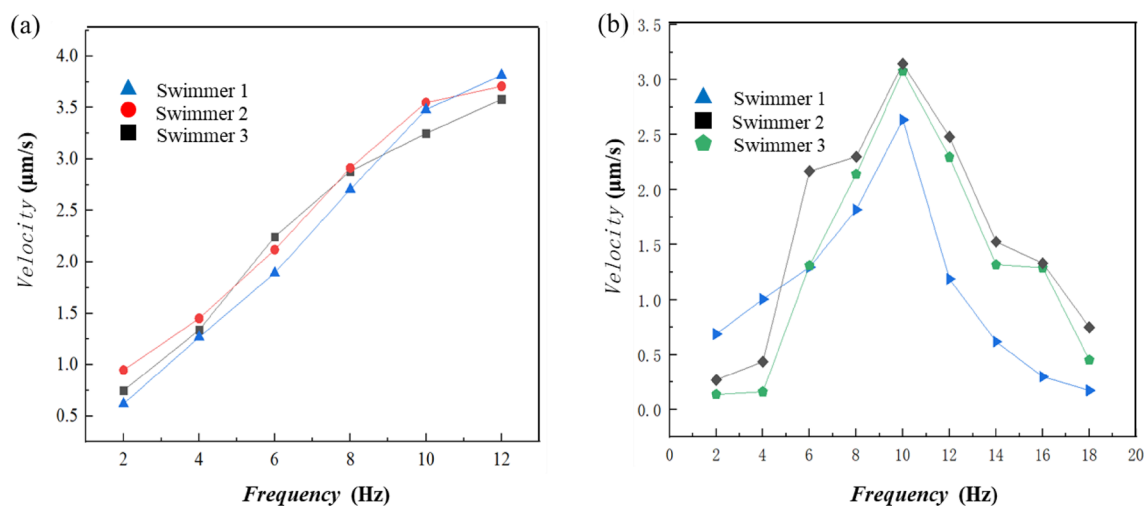 (a)
Velocity (μm/s)
4.0
3.5
3.0
2.5
2.0
1.5
1.0
0.5
Swimmer 1
Swimmer 2
Swimmer 3
2 4 6 8 10 12
Frequency (Hz)
(b)
Velocity (μm/s)
3.5
3.0
2.5
2.0
1.5
1.0
0.5
0.0
Swimmer 1
Swimmer 2
Swimmer 3
0 2 4 6 8 10 12 14 16 18 20
Frequency (Hz)